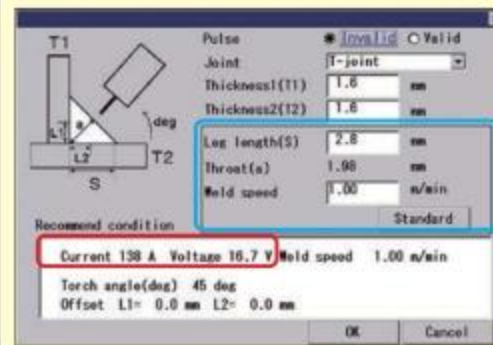 T1
Pulse Invalid Valid
Joint T-joint
Thickness1(T1) 1.6 mm
Thickness2(T2) 1.6 mm
deg
Leg length(S) 2.8 mm
L1 a
L2 T2
Throat(a) 1.98 mm
S
Weld speed 1.00 m/min
Standard
Recommend condition
Current 138 A Voltage 16.7 V Weld speed 1.00 m/min
Torch angle(deg) 45 deg
Offset L1= 0.0 mm L2= 0.0 mm
OK Cancel